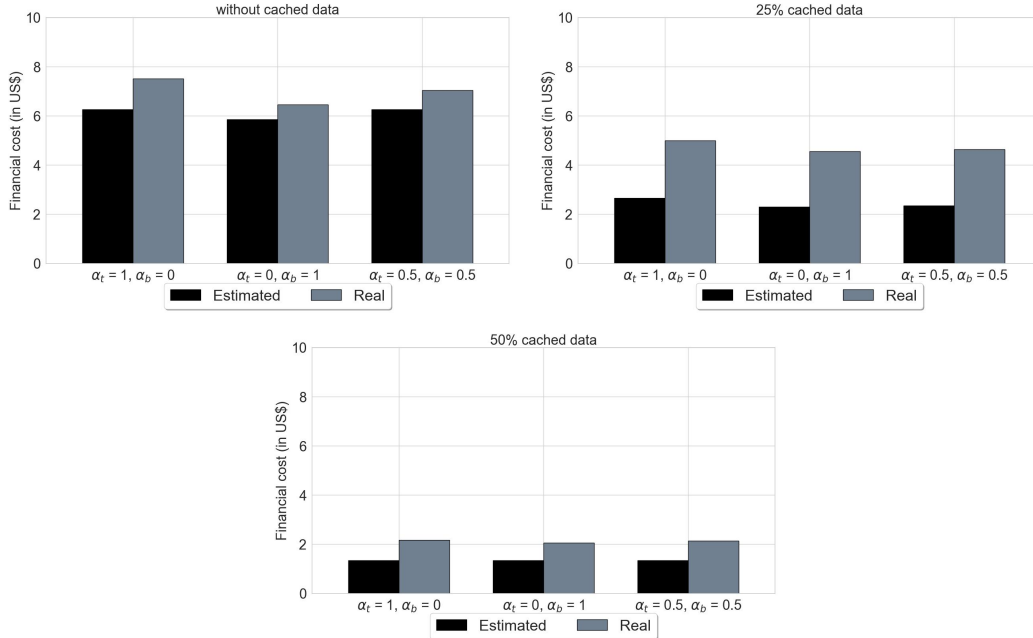 without cached data
Financial cost (in US$)
10
8
6
4
2
0
αt = 1, αb = 0
αt = 0, αb = 1
αt = 0.5, αb = 0.5
Estimated
Real
25% cached data
Financial cost (in US$)
10
8
6
4
2
0
αt = 1, αb = 0
αt = 0, αb = 1
αt = 0.5, αb = 0.5
Estimated
Real
50% cached data
Financial cost (in US$)
10
8
6
4
2
0
αt = 1, αb = 0
αt = 0, αb = 1
αt = 0.5, αb = 0.5
Estimated
Real